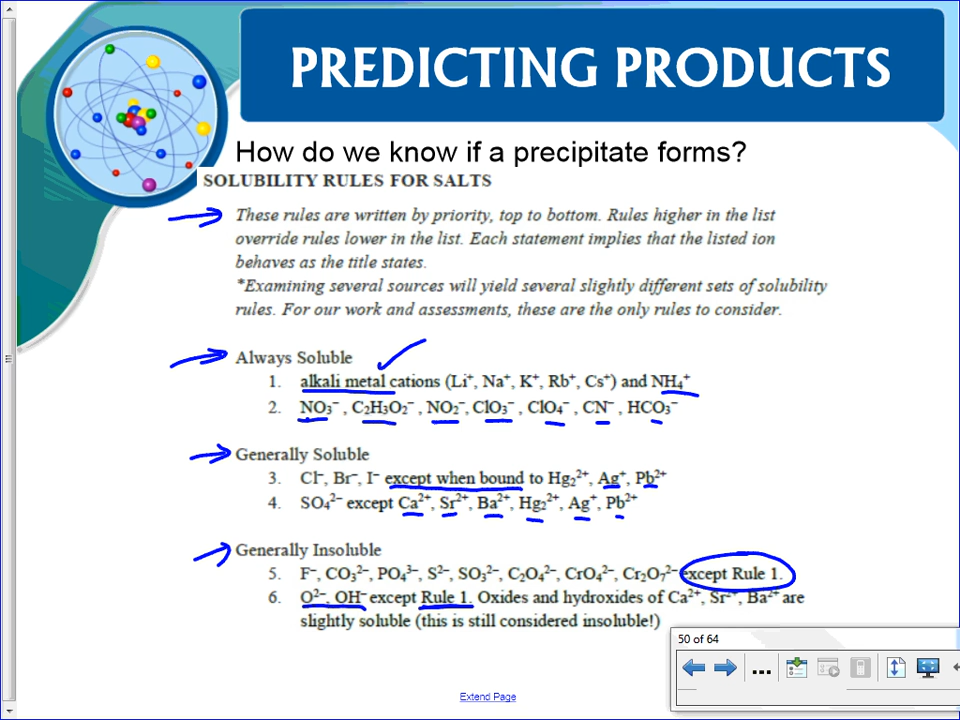 PREDICTING PRODUCTS
How do we know if a precipitate forms?
SOLUBILITY RULES FOR SALTS
These rules are written by priority, top to bottom. Rules higher in the list
override rules lower in the list. Each statement implies that the listed ion
behaves as the title states.
*Examining several sources will yield several slightly different sets of solubility
rules. For our work and assessments, these are the only rules to consider.
Always Soluble
1. alkali metal cations (Li⁺, Na⁺, K⁺, Rb⁺, Cs⁺) and NH₄⁺
2. NO₃⁻ , C₂H₃O₂⁻ , NO₂⁻, ClO₃⁻ , ClO₄⁻ , CN⁻ , HCO₃⁻
Generally Soluble
3. Cl⁻, Br⁻, I⁻ except when bound to Hg₂²⁺, Ag⁺, Pb²⁺
4. SO₄²⁻ except Ca²⁺, Sr²⁺, Ba²⁺, Hg₂²⁺, Ag⁺, Pb²⁺
Generally Insoluble
5. F⁻, CO₃²⁻, PO₄³⁻, S²⁻, SO₃²⁻, C₂O₄²⁻, CrO₄²⁻, Cr₂O₇²⁻ except Rule 1.
6. O²⁻, OH⁻ except Rule 1. Oxides and hydroxides of Ca²⁺, Sr²⁺, Ba²⁺ are
slightly soluble (this is still considered insoluble!)
50 of 64
Extend Page